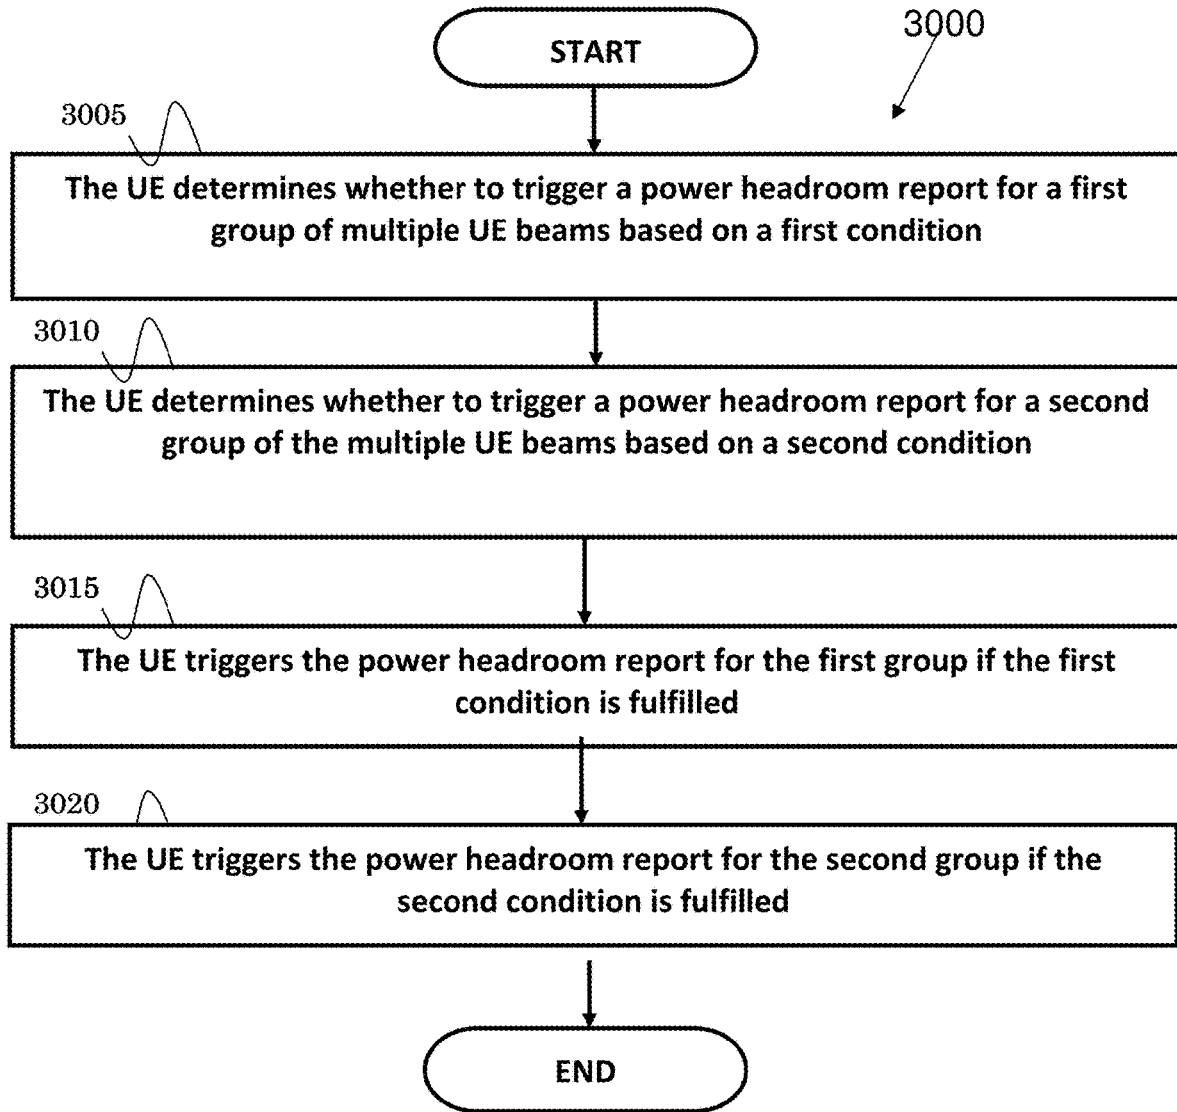 START
3000
3005
The UE determines whether to trigger a power headroom report for a first
group of multiple UE beams based on a first condition
3010
The UE determines whether to trigger a power headroom report for a second
group of the multiple UE beams based on a second condition
3015
The UE triggers the power headroom report for the first group if the first
condition is fulfilled
3020
The UE triggers the power headroom report for the second group if the
second condition is fulfilled
END